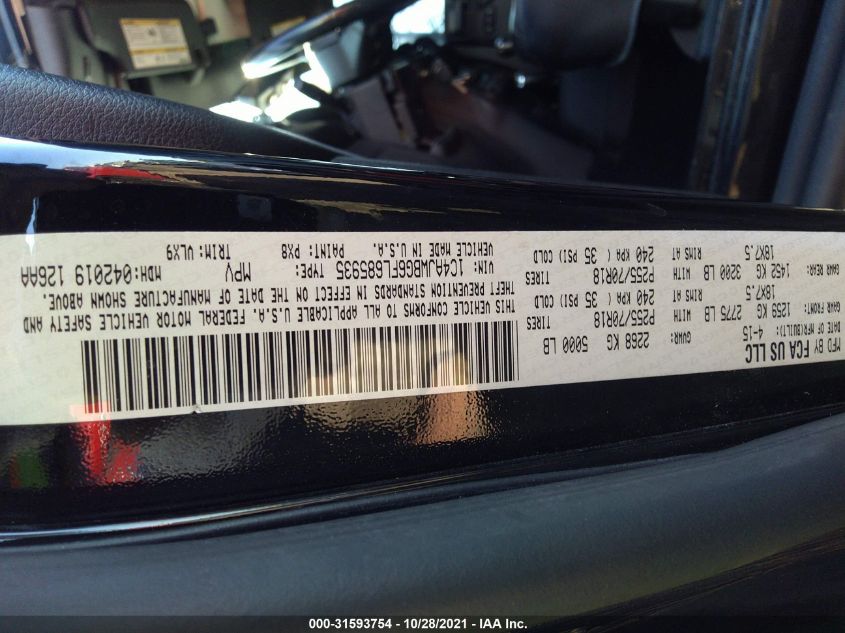 MFD BY FCA US LLC
DATE OF MFR(BUILT): 4-15
GVWR: 2268 KG 5000 LB
GAWR FRONT: 1259 KG 2775 LB
WITH P255/70R18 TIRES
RIMS AT 18X7.5 240 KPA ( 35 PSI) COLD
GAWR REAR: 1452 KG 3200 LB
WITH P255/70R18 TIRES
RIMS AT 18X7.5 240 KPA ( 35 PSI) COLD
THIS VEHICLE CONFORMS TO ALL APPLICABLE U.S.A. FEDERAL MOTOR VEHICLE SAFETY AND
THEFT PREVENTION STANDARDS IN EFFECT ON THE DATE OF MANUFACTURE SHOWN ABOVE.
VIN: 1C4AJWBG6FL685935 TYPE: MPV MDH:042019 126AA
VEHICLE MADE IN U.S.A. PAINT: PX8 TRIM: VLX9
000-31593754 - 10/28/2021 - IAA Inc.